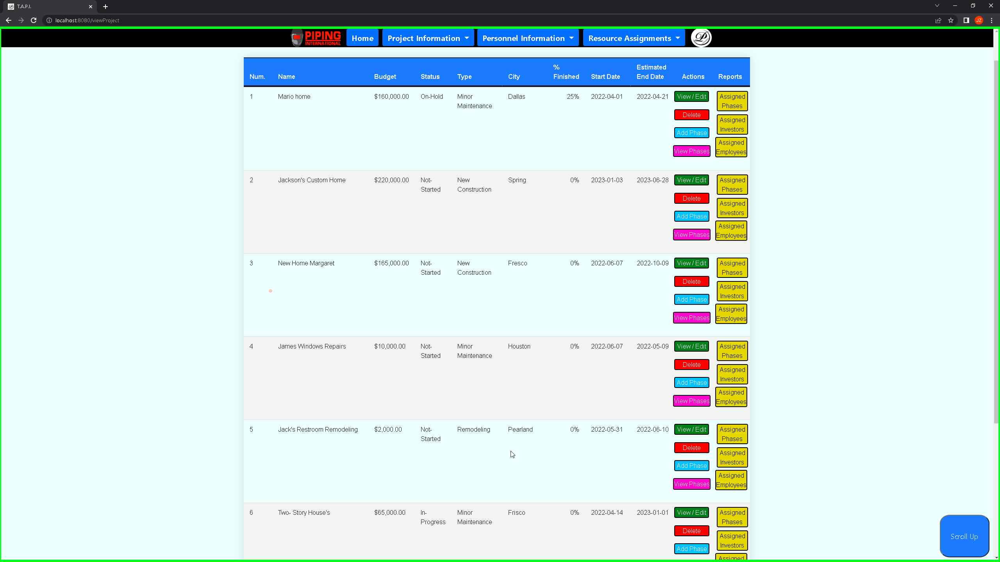 T.A.P.I.
localhost:8080/viewProject
JZ
PIPING
INTERNATIONAL
Home
Project Information
Personnel Information
Resource Assignments
Num. Name Budget Status Type City % Finished Start Date Estimated End Date Actions Reports
1 Mario home $160,000.00 On-Hold Minor Maintenance Dallas 25% 2022-04-01 2022-04-21
View / Edit
Delete
Add Phase
View Phases
Assigned Phases
Assigned Investors
Assigned Employees
2 Jackson's Custom Home $220,000.00 Not-Started New Construction Spring 0% 2023-01-03 2023-06-28
View / Edit
Delete
Add Phase
View Phases
Assigned Phases
Assigned Investors
Assigned Employees
3 New Home Margaret $165,000.00 Not-Started New Construction Fresco 0% 2022-06-07 2022-10-09
View / Edit
Delete
Add Phase
View Phases
Assigned Phases
Assigned Investors
Assigned Employees
4 James Windows Repairs $10,000.00 Not-Started Minor Maintenance Houston 0% 2022-06-07 2022-05-09
View / Edit
Delete
Add Phase
View Phases
Assigned Phases
Assigned Investors
Assigned Employees
5 Jack's Restroom Remodeling $2,000.00 Not-Started Remodeling Pearland 0% 2022-05-31 2022-06-10
View / Edit
Delete
Add Phase
View Phases
Assigned Phases
Assigned Investors
Assigned Employees
6 Two- Story House's $65,000.00 In-Progress Minor Maintenance Frisco 0% 2022-04-14 2023-01-01
View / Edit
Delete
Add Phase
Assigned Phases
Assigned Investors
Assigned
Scroll Up